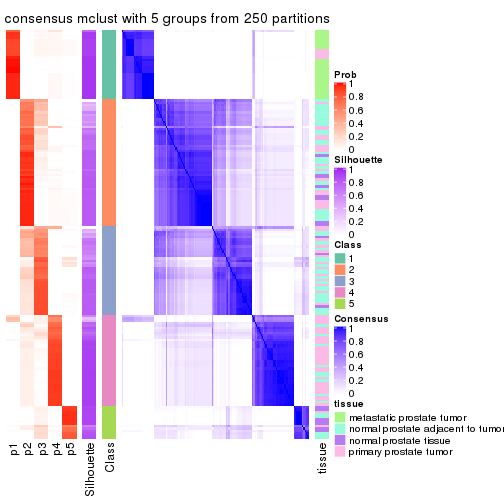 consensus mclust with 5 groups from 250 partitions
Prob
1
0.8
0.6
0.4
0.2
0
Silhouette
1
0.8
0.6
0.4
0.2
0
Class
1
2
3
4
5
Consensus
1
0.8
0.6
0.4
0.2
0
tissue
metastatic prostate tumor
normal prostate adjacent to tumor
normal prostate tissue
primary prostate tumor
p1
p2
p3
p4
p5
Silhouette
Class
tissue